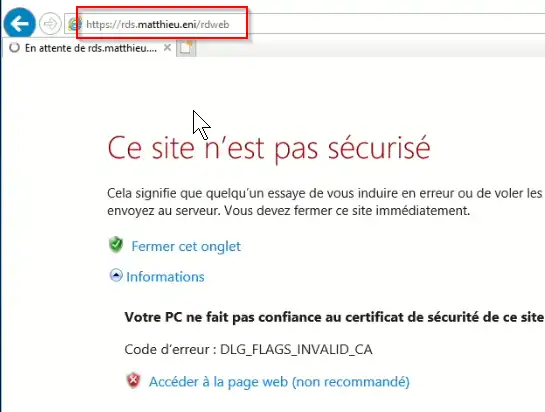 https://rds.matthieu.eni/rdweb
En attente de rds.matthieu....
Ce site n'est pas sécurisé
Cela signifie que quelqu'un essaye de vous induire en erreur ou de voler les
envoyez au serveur. Vous devez fermer ce site immédiatement.
Fermer cet onglet
Informations
Votre PC ne fait pas confiance au certificat de sécurité de ce site
Code d'erreur : DLG_FLAGS_INVALID_CA
Accéder à la page web (non recommandé)